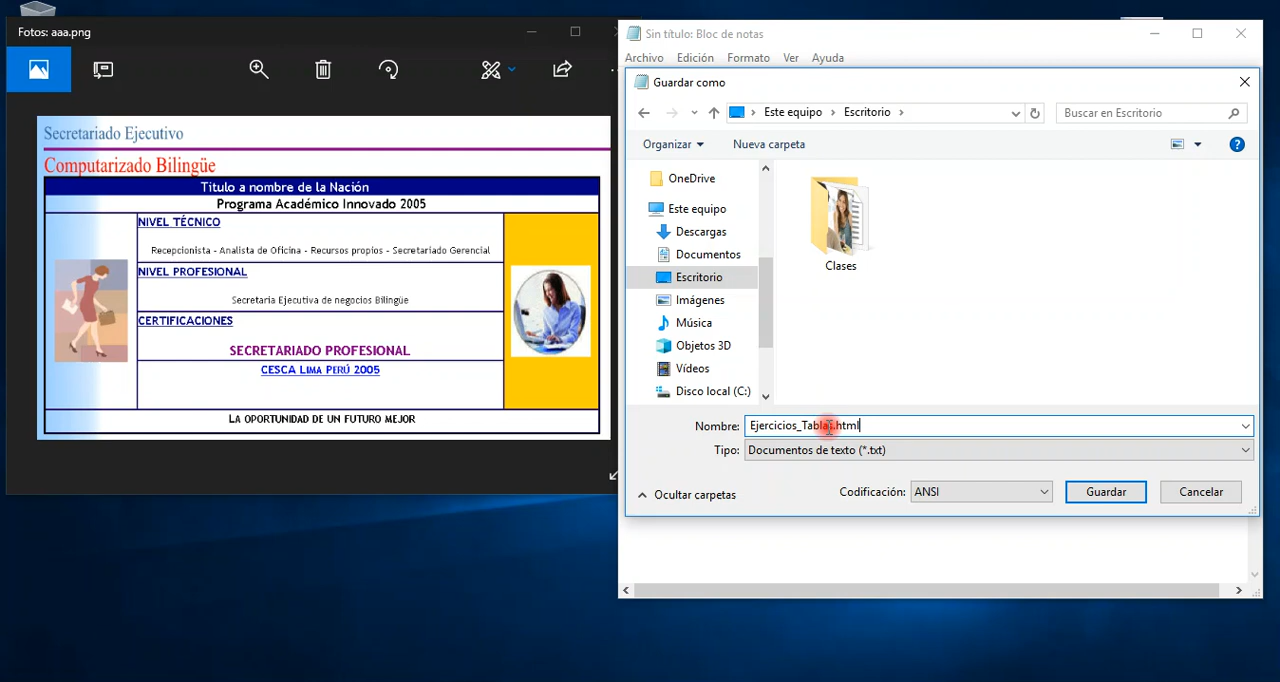 Fotos: aaa.png
Secretariado Ejecutivo
Computarizado Bilingüe
Titulo a nombre de la Nación
Programa Académico Innovado 2005
NIVEL TÉCNICO
Recepcionista - Analista de Oficina - Recursos propios - Secretariado Gerencial
NIVEL PROFESIONAL
Secretaria Ejecutiva de negocios Bilingüe
CERTIFICACIONES
SECRETARIADO PROFESIONAL
CESCA LIMA PERÚ 2005
LA OPORTUNIDAD DE UN FUTURO MEJOR
Sin título: Bloc de notas
Archivo Edición Formato Ver Ayuda
Guardar como
Este equipo > Escritorio >
Buscar en Escritorio
Organizar
Nueva carpeta
OneDrive
Este equipo
Descargas
Documentos
Escritorio
Imágenes
Música
Objetos 3D
Vídeos
Disco local (C:)
Clases
Nombre: Ejercicios_Tablas.html
Tipo: Documentos de texto (*.txt)
Ocultar carpetas
Codificación: ANSI
Guardar
Cancelar